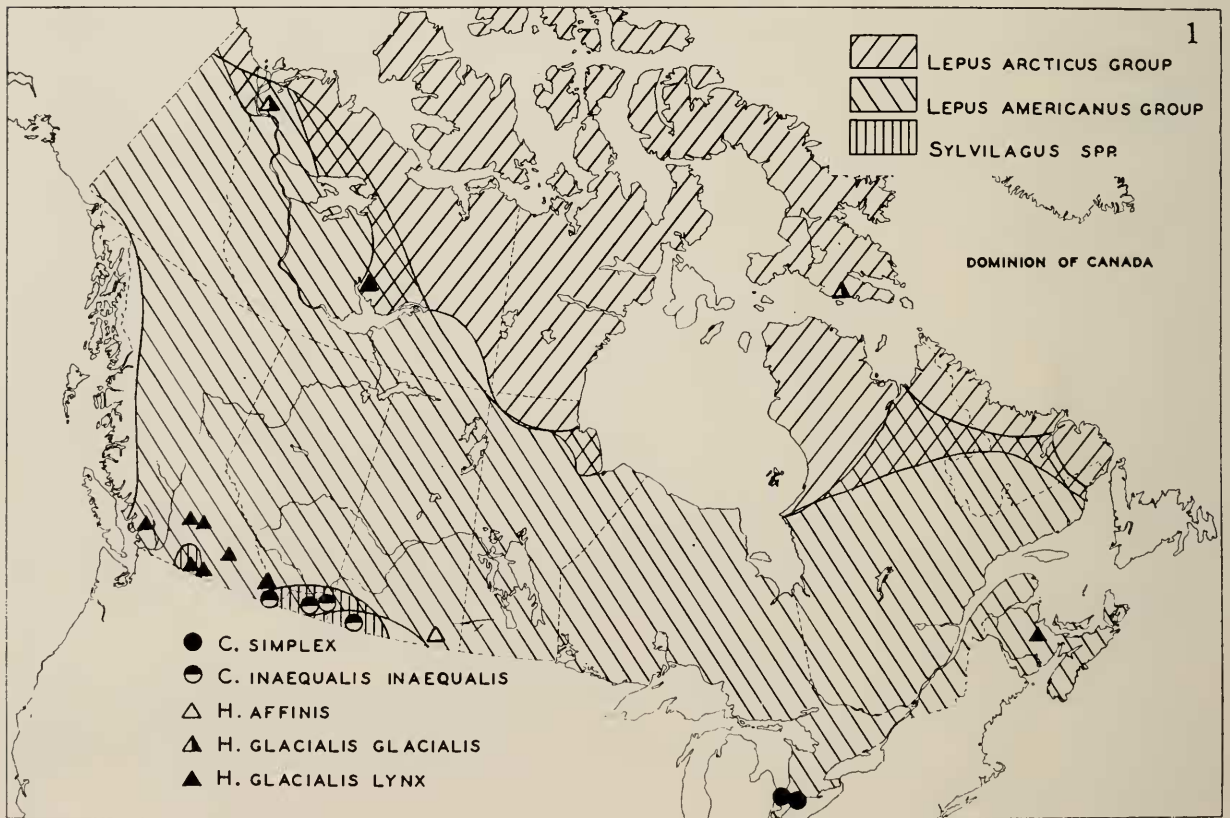 1
LEPUS ARCTICUS GROUP
LEPUS AMERICANUS GROUP
SYLVILAGUS SPP.
DOMINION OF CANADA
C. SIMPLEX
C. INAEQUALIS INAEQUALIS
H. AFFINIS
H. GLACIALIS GLACIALIS
H. GLACIALIS LYNX